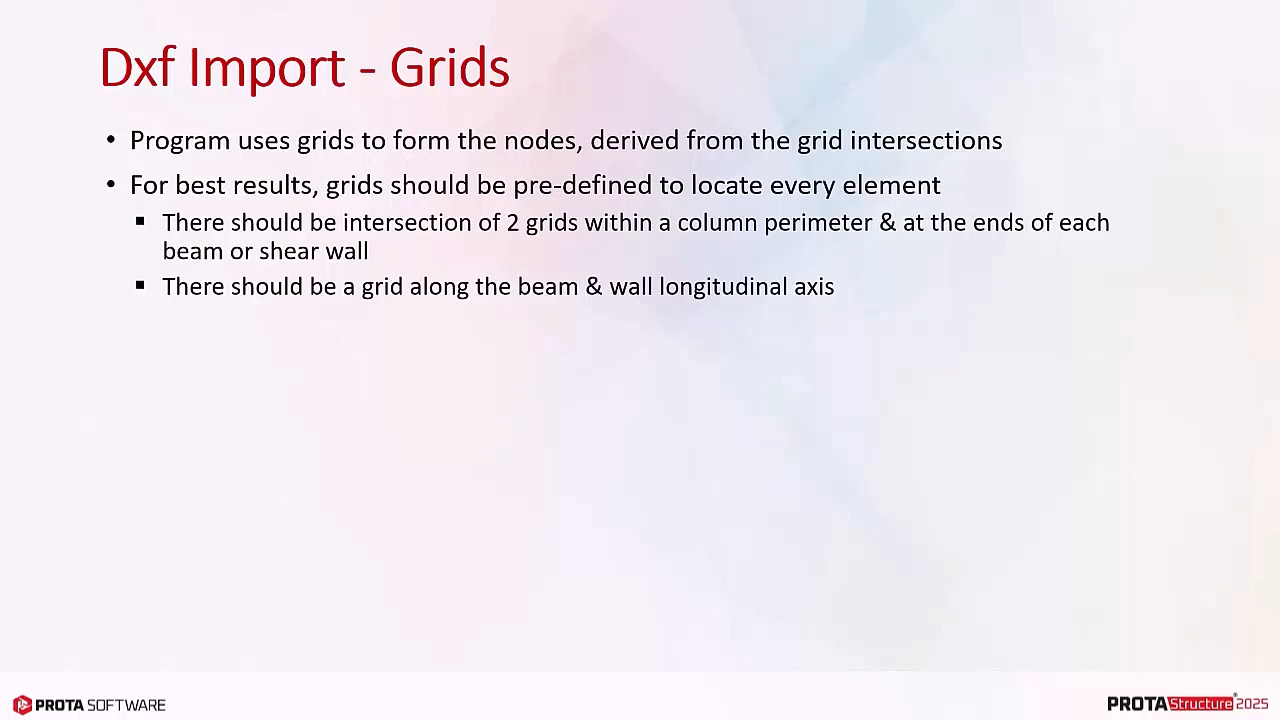 Dxf Import - Grids
• Program uses grids to form the nodes, derived from the grid intersections
• For best results, grids should be pre-defined to locate every element
▪ There should be intersection of 2 grids within a column perimeter & at the ends of each
beam or shear wall
▪ There should be a grid along the beam & wall longitudinal axis
PROTA SOFTWARE
PROTAStructure® 2025